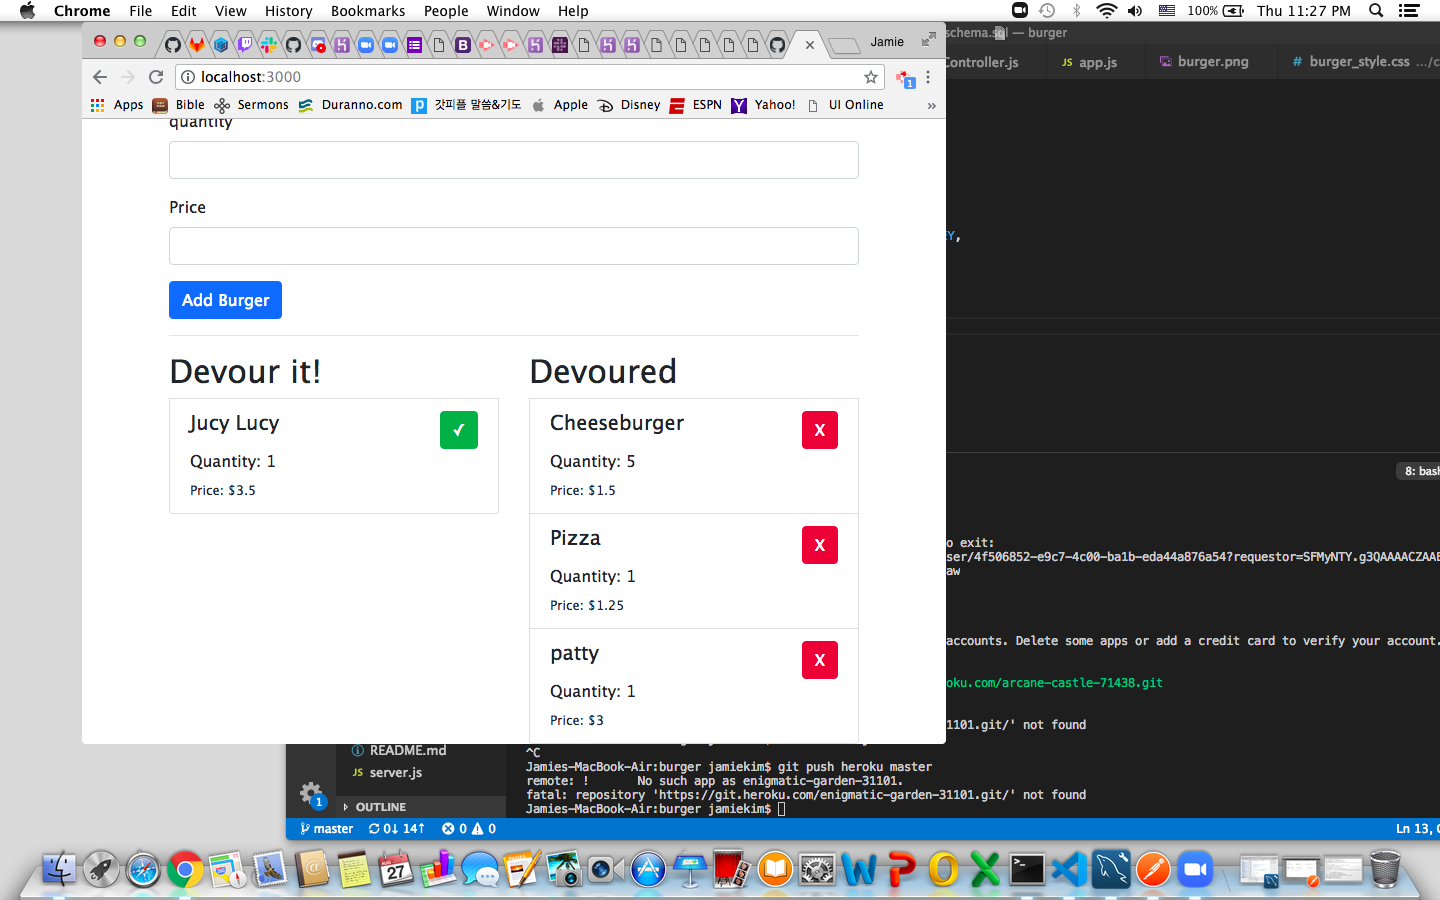 Chrome File Edit View History Bookmarks People Window Help 100% Thu 11:27 PM
schema.sql — burger
Jamie
Controller.js JS app.js burger.png # burger_style.css .../c
localhost:3000
1
Apps Bible Sermons Duranno.com 갓피플 말씀&기도 Apple Disney ESPN Yahoo! UI Online »
quantity
Price
Y,
Add Burger
Devour it!
Devoured
Jucy Lucy
✓
Quantity: 1
Price: $3.5
Cheeseburger
X
Quantity: 5
Price: $1.5
Pizza
X
Quantity: 1
Price: $1.25
patty
X
Quantity: 1
Price: $3
8: bash
o exit:
ser/4f506852-e9c7-4c00-ba1b-eda44a876a54?requestor=SFMyNTY.g3QAAAACZAAE
aw
accounts. Delete some apps or add a credit card to verify your account.
oku.com/arcane-castle-71438.git
31101.git/' not found
README.md
JS server.js
OUTLINE
1
^C
Jamies-MacBook-Air:burger jamiekim$ git push heroku master
remote: ! No such app as enigmatic-garden-31101.
fatal: repository 'https://git.heroku.com/enigmatic-garden-31101.git/' not found
Jamies-MacBook-Air:burger jamiekim$
master 0↓ 14↑ 0 0
Ln 13, C
AUG
27
PAGES